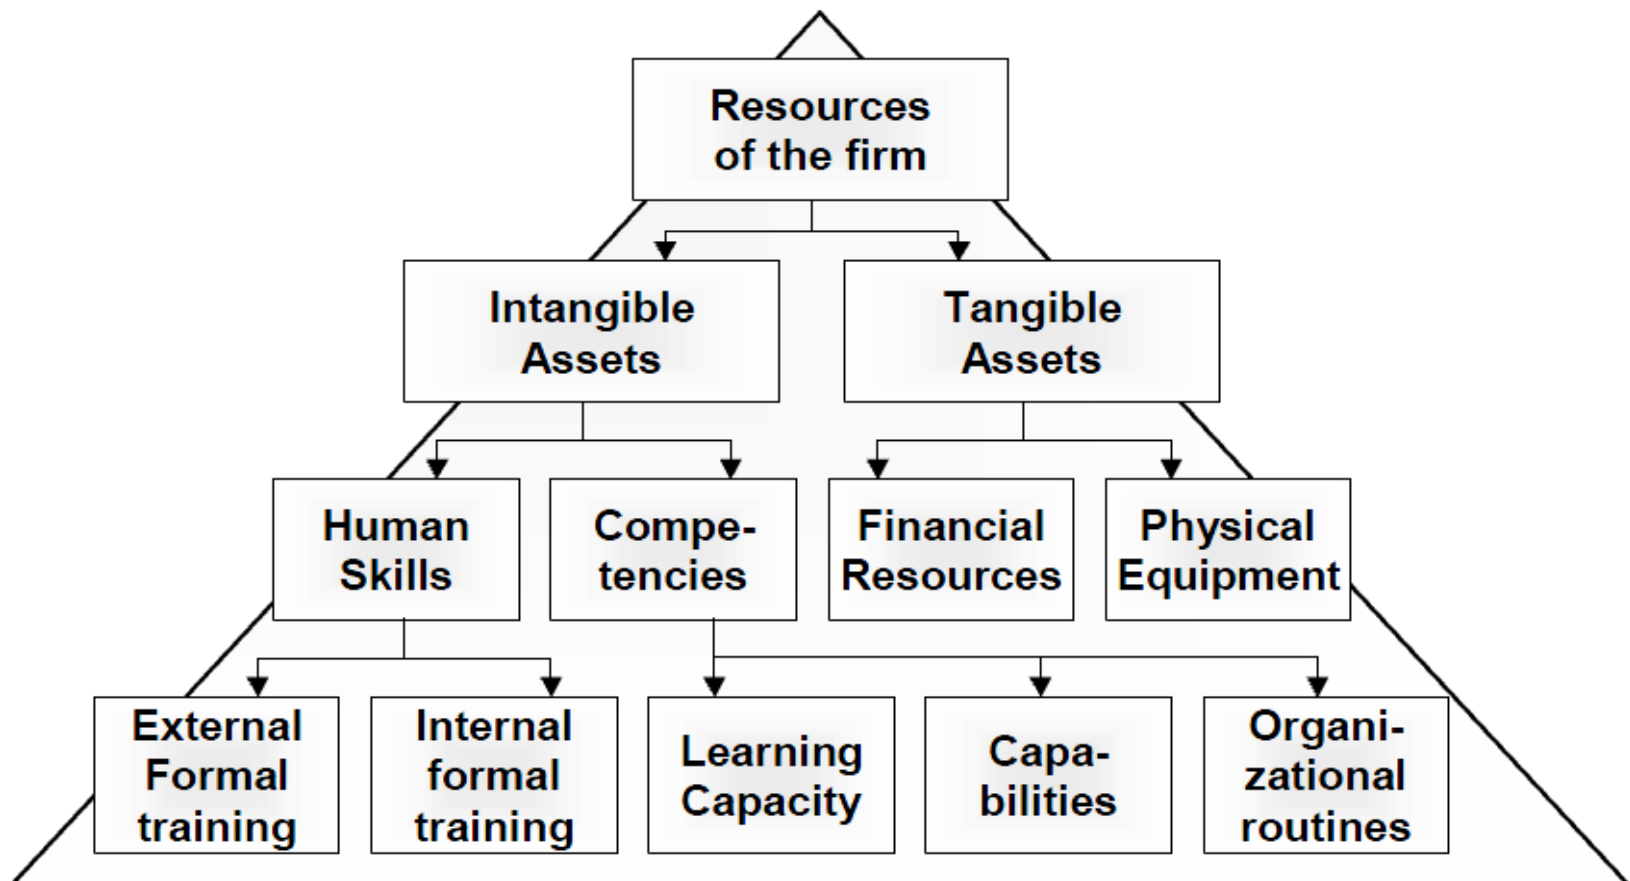 Resources
of the firm
Intangible
Assets
Tangible
Assets
Human
Skills
Compe-
tencies
Financial
Resources
Physical
Equipment
External
Formal
training
Internal
formal
training
Learning
Capacity
Capa-
bilities
Organi-
zational
routines